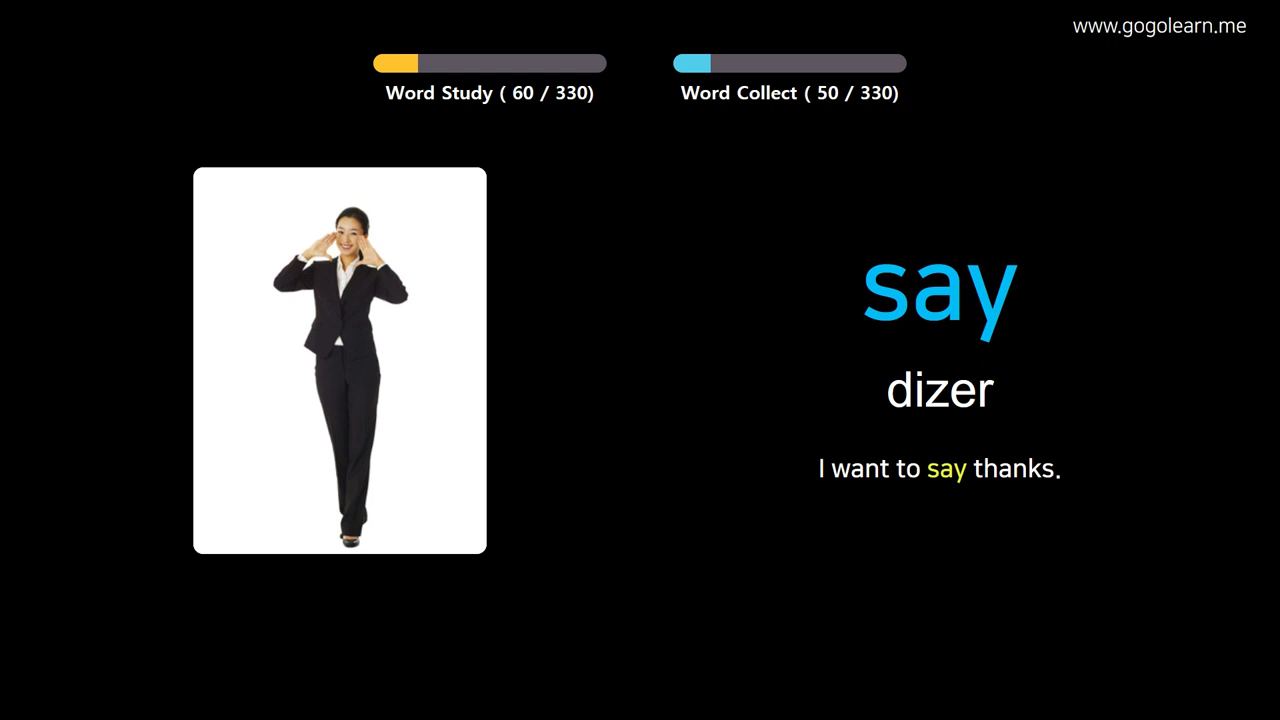 www.gogolearn.me
Word Study ( 60 / 330)
Word Collect ( 50 / 330)
say
dizer
I want to say thanks.